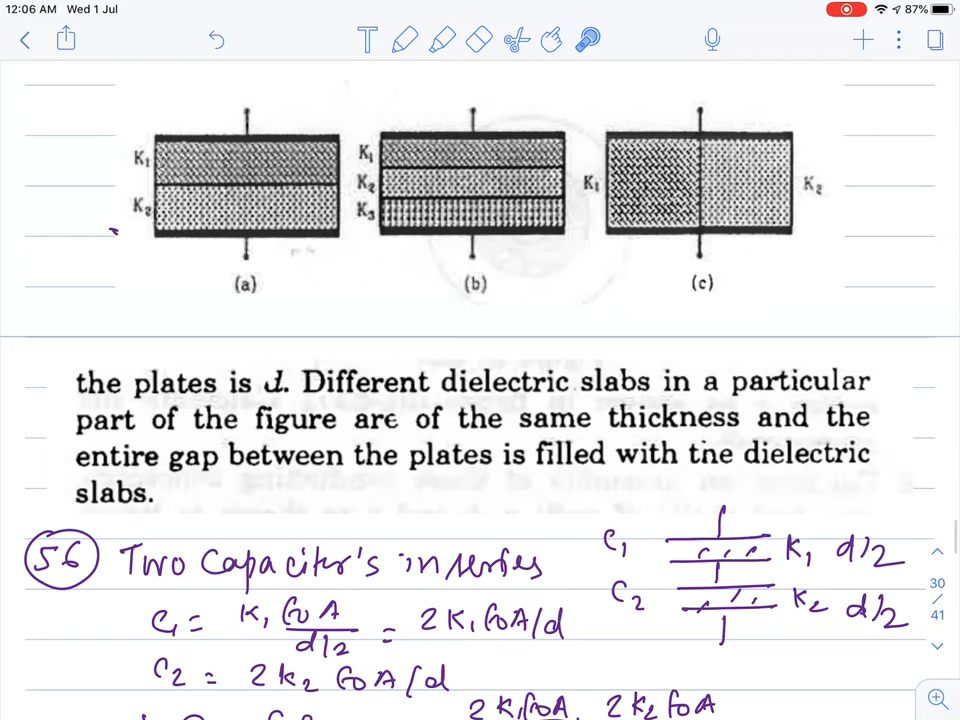 12:06 AM Wed 1 Jul 87%
T
K₁ K₂
K₁ K₂ K₃
K₁ K₂
(a) (b) (c)
the plates is d. Different dielectric slabs in a particular
part of the figure are of the same thickness and the
entire gap between the plates is filled with the dielectric
slabs.
56 Two Capacitor's in series
C₁ K₁ d/2
C₂ K₂ d/2
C₁ = K₁ ε₀ A / d/2 = 2 K₁ ε₀ A/d
C₂ = 2 K₂ ε₀ A/d
2 K₁ ε₀ A . 2 K₂ ε₀ A
30
/
41